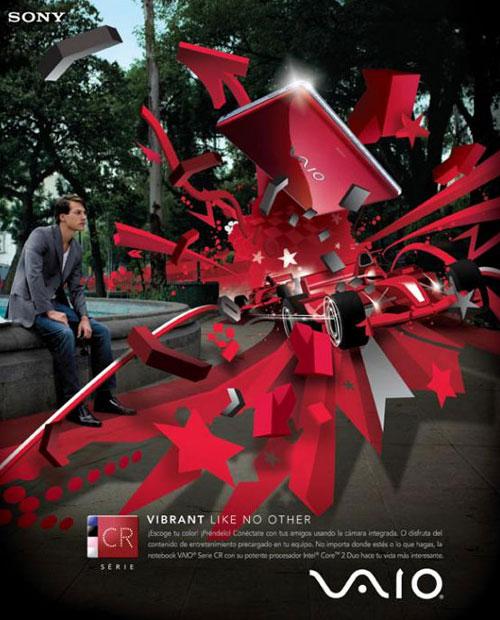 SONY
VAIO
VIBRANT LIKE NO OTHER
¡Escoge tu color! ¡Préndelo! Conéctate con tus amigos usando la cámara integrada. O disfruta del
contenido de entretenimiento precargado en tu equipo. No importa donde estés o lo que hagas, la
notebook VAIO® Serie CR con su potente procesador Intel® Core™ 2 Duo hace tu vida más interesante.
CR
SÉRIE
VAIO